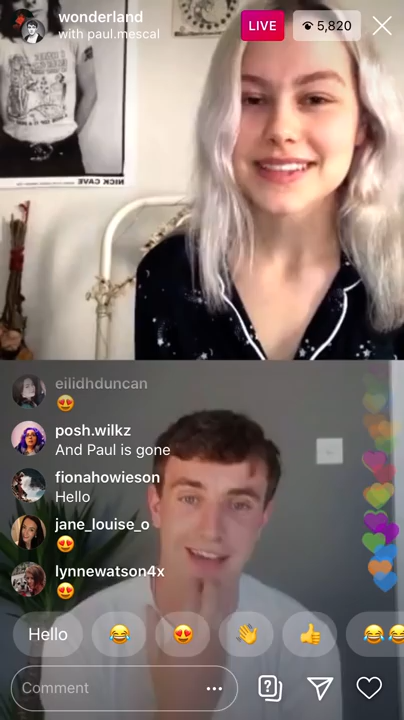 wonderland
with paul.mescal
LIVE
5,820
NICK CAVE
eilidhduncan
😍
posh.wilkz
And Paul is gone
fionahowieson
Hello
jane_louise_o
😍
lynnewatson4x
😍
Hello
😂
😍
👋
👍
😂😂
Comment